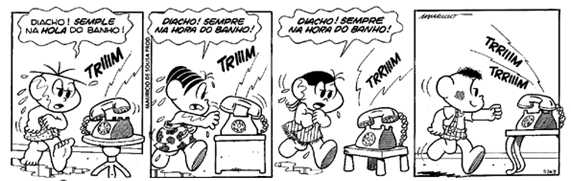 DIACHO! SEMPLE
NA HOLA DO BANHO!
TRIIIM
MAURICIO DE SOUSA PROD.
DIACHO! SEMPRE
NA HORA DO BANHO!
TRIIIM
DIACHO! SEMPRE
NA HORA DO BANHO!
TRRIIIM
MAURICIO
TRRIIIM
TRRIIIM